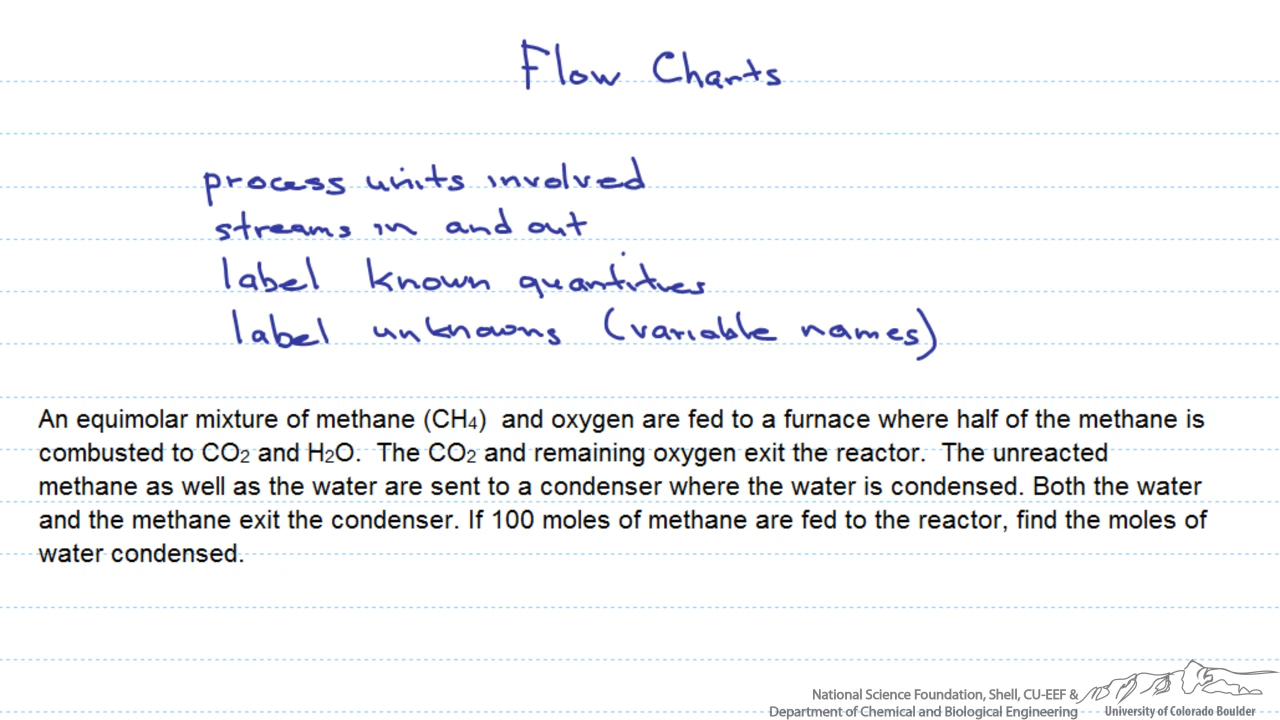 Flow Charts
process units involved
streams in and out
label known quantities
label unknowns (variable names)
An equimolar mixture of methane (CH4) and oxygen are fed to a furnace where half of the methane is
combusted to CO2 and H2O. The CO2 and remaining oxygen exit the reactor. The unreacted
methane as well as the water are sent to a condenser where the water is condensed. Both the water
and the methane exit the condenser. If 100 moles of methane are fed to the reactor, find the moles of
water condensed.
National Science Foundation, Shell, CU-EEF &
Department of Chemical and Biological Engineering
University of Colorado Boulder